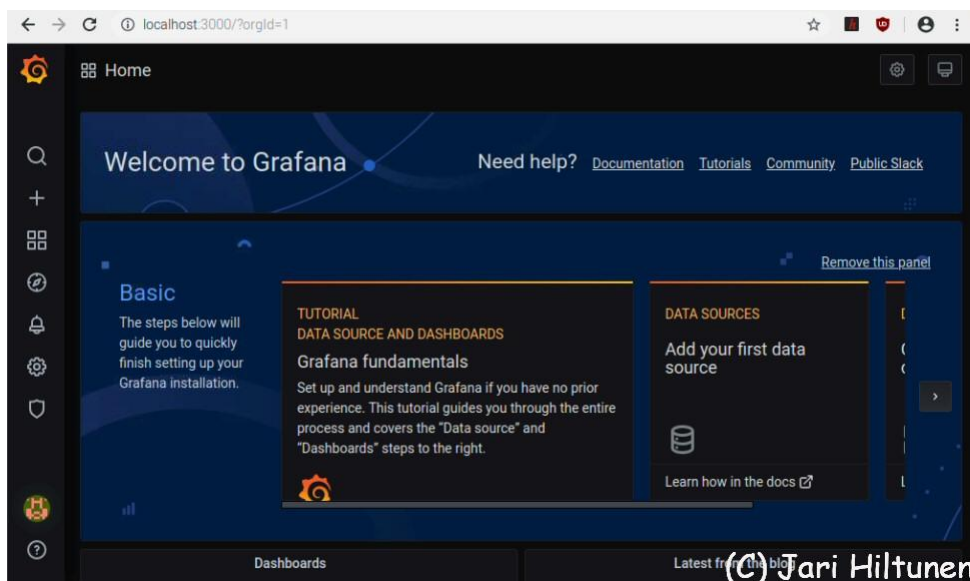 localhost:3000/?orgId=1
Home
Welcome to Grafana
Need help? Documentation Tutorials Community Public Slack
Remove this panel
Basic
The steps below will
guide you to quickly
finish setting up your
Grafana installation.
TUTORIAL
DATA SOURCE AND DASHBOARDS
Grafana fundamentals
Set up and understand Grafana if you have no prior
experience. This tutorial guides you through the entire
process and covers the "Data source" and
"Dashboards" steps to the right.
DATA SOURCES
Add your first data
source
Learn how in the docs
Dashboards
Latest from the blog
(C) Jari Hiltunen